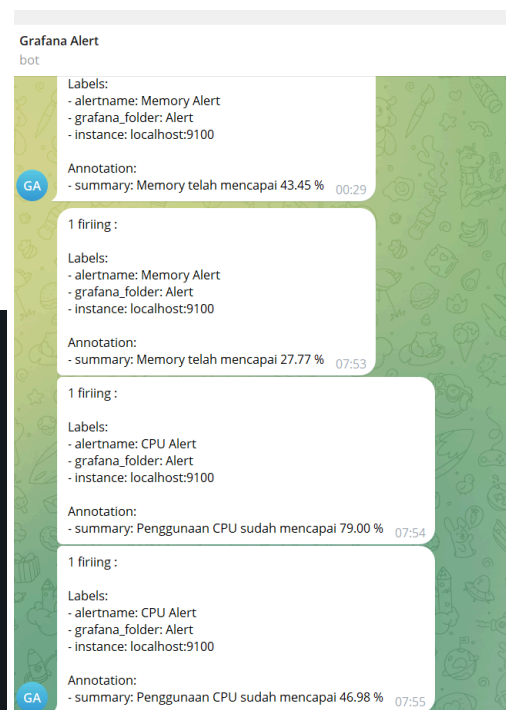 Grafana Alert
bot
Labels:
- alertname: Memory Alert
- grafana_folder: Alert
- instance: localhost:9100
Annotation:
- summary: Memory telah mencapai 43.45 % 00:29
GA
1 firiing :
Labels:
- alertname: Memory Alert
- grafana_folder: Alert
- instance: localhost:9100
Annotation:
- summary: Memory telah mencapai 27.77 % 07:53
1 firiing :
Labels:
- alertname: CPU Alert
- grafana_folder: Alert
- instance: localhost:9100
Annotation:
- summary: Penggunaan CPU sudah mencapai 79.00 % 07:54
1 firiing :
Labels:
- alertname: CPU Alert
- grafana_folder: Alert
- instance: localhost:9100
Annotation:
- summary: Penggunaan CPU sudah mencapai 46.98 % 07:55
GA